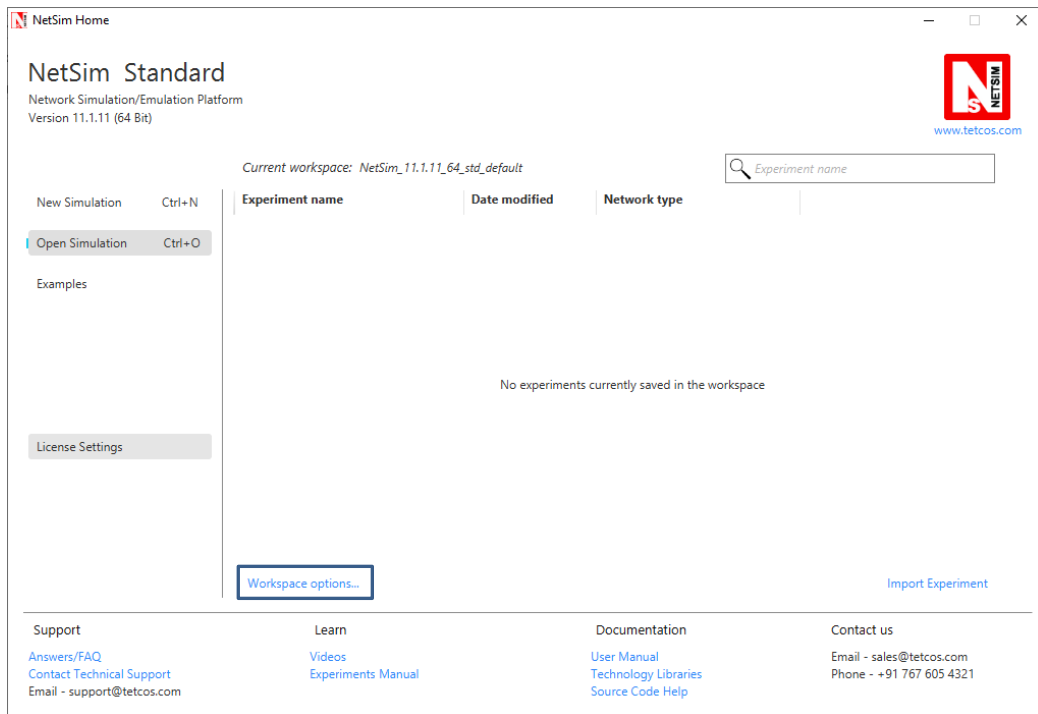 NetSim Home
NetSim Standard
Network Simulation/Emulation Platform
Version 11.1.11 (64 Bit)
NS
NETSIM
www.tetcos.com
Current workspace: NetSim_11.1.11_64_std_default
Experiment name
New Simulation Ctrl+N
Open Simulation Ctrl+O
Examples
License Settings
Experiment name Date modified Network type
No experiments currently saved in the workspace
Workspace options...
Import Experiment
Support
Answers/FAQ
Contact Technical Support
Email - support@tetcos.com
Learn
Videos
Experiments Manual
Documentation
User Manual
Technology Libraries
Source Code Help
Contact us
Email - sales@tetcos.com
Phone - +91 767 605 4321